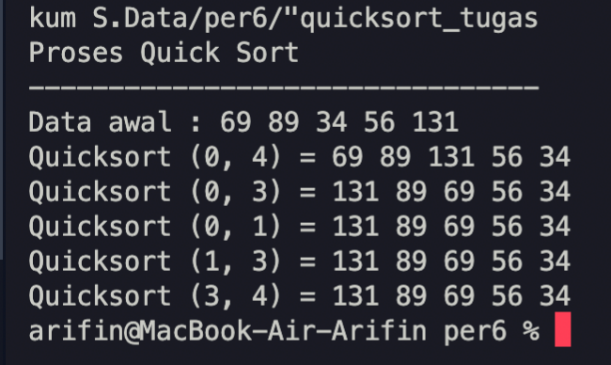 kum S.Data/per6/"quicksort_tugas
Proses Quick Sort
---------------------------------
Data awal : 69 89 34 56 131
Quicksort (0, 4) = 69 89 131 56 34
Quicksort (0, 3) = 131 89 69 56 34
Quicksort (0, 1) = 131 89 69 56 34
Quicksort (1, 3) = 131 89 69 56 34
Quicksort (3, 4) = 131 89 69 56 34
arifin@MacBook-Air-Arifin per6 %